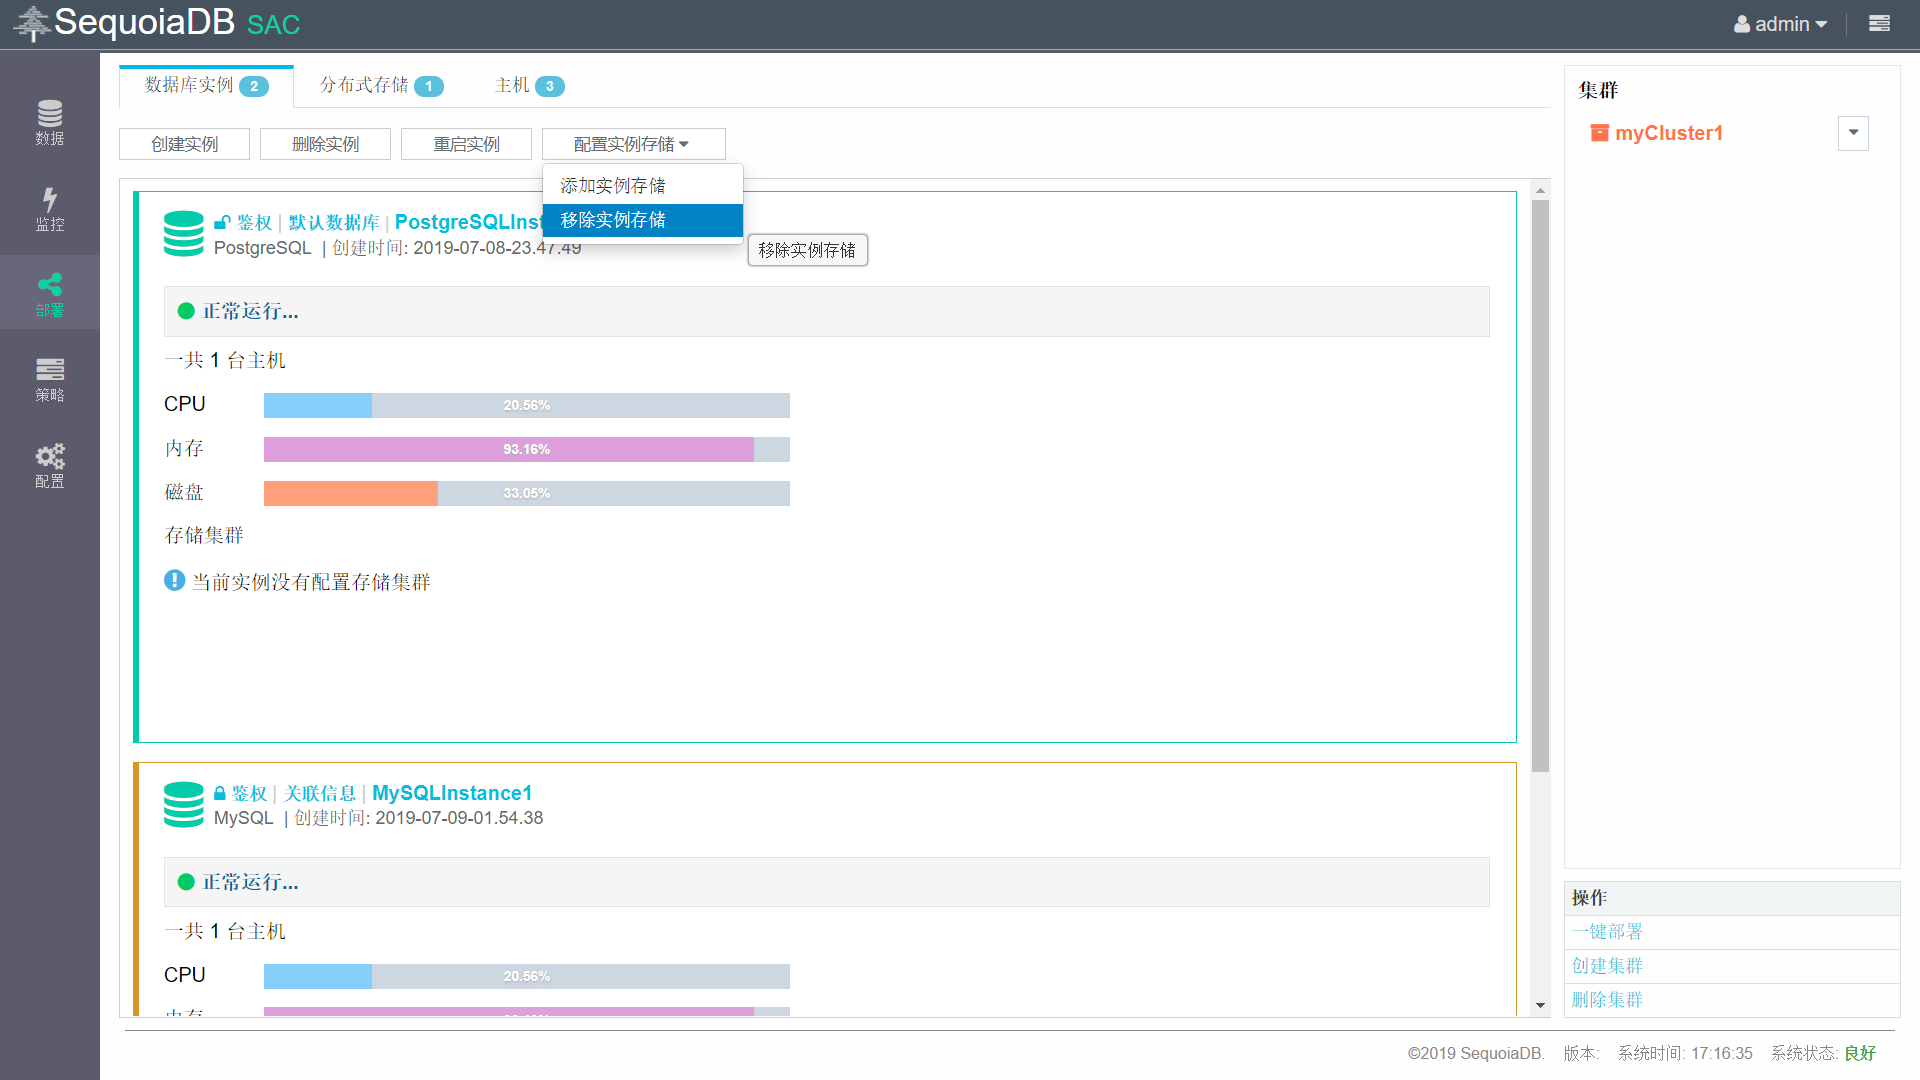 SequoiaDB SAC
admin
数据
监控
部署
策略
配置
数据库实例 2
分布式存储 1
主机 3
创建实例
删除实例
重启实例
配置实例存储
添加实例存储
移除实例存储
移除实例存储
鉴权 | 默认数据库 | PostgreSQLInst
PostgreSQL | 创建时间: 2019-07-08-23.47.49
正常运行...
一共 1 台主机
CPU 20.56%
内存 93.16%
磁盘 33.05%
存储集群
当前实例没有配置存储集群
鉴权 | 关联信息 | MySQLInstance1
MySQL | 创建时间: 2019-07-09-01.54.38
正常运行...
一共 1 台主机
CPU 20.56%
集群
myCluster1
操作
一键部署
创建集群
删除集群
©2019 SequoiaDB. 版本: 系统时间: 17:16:35 系统状态: 良好